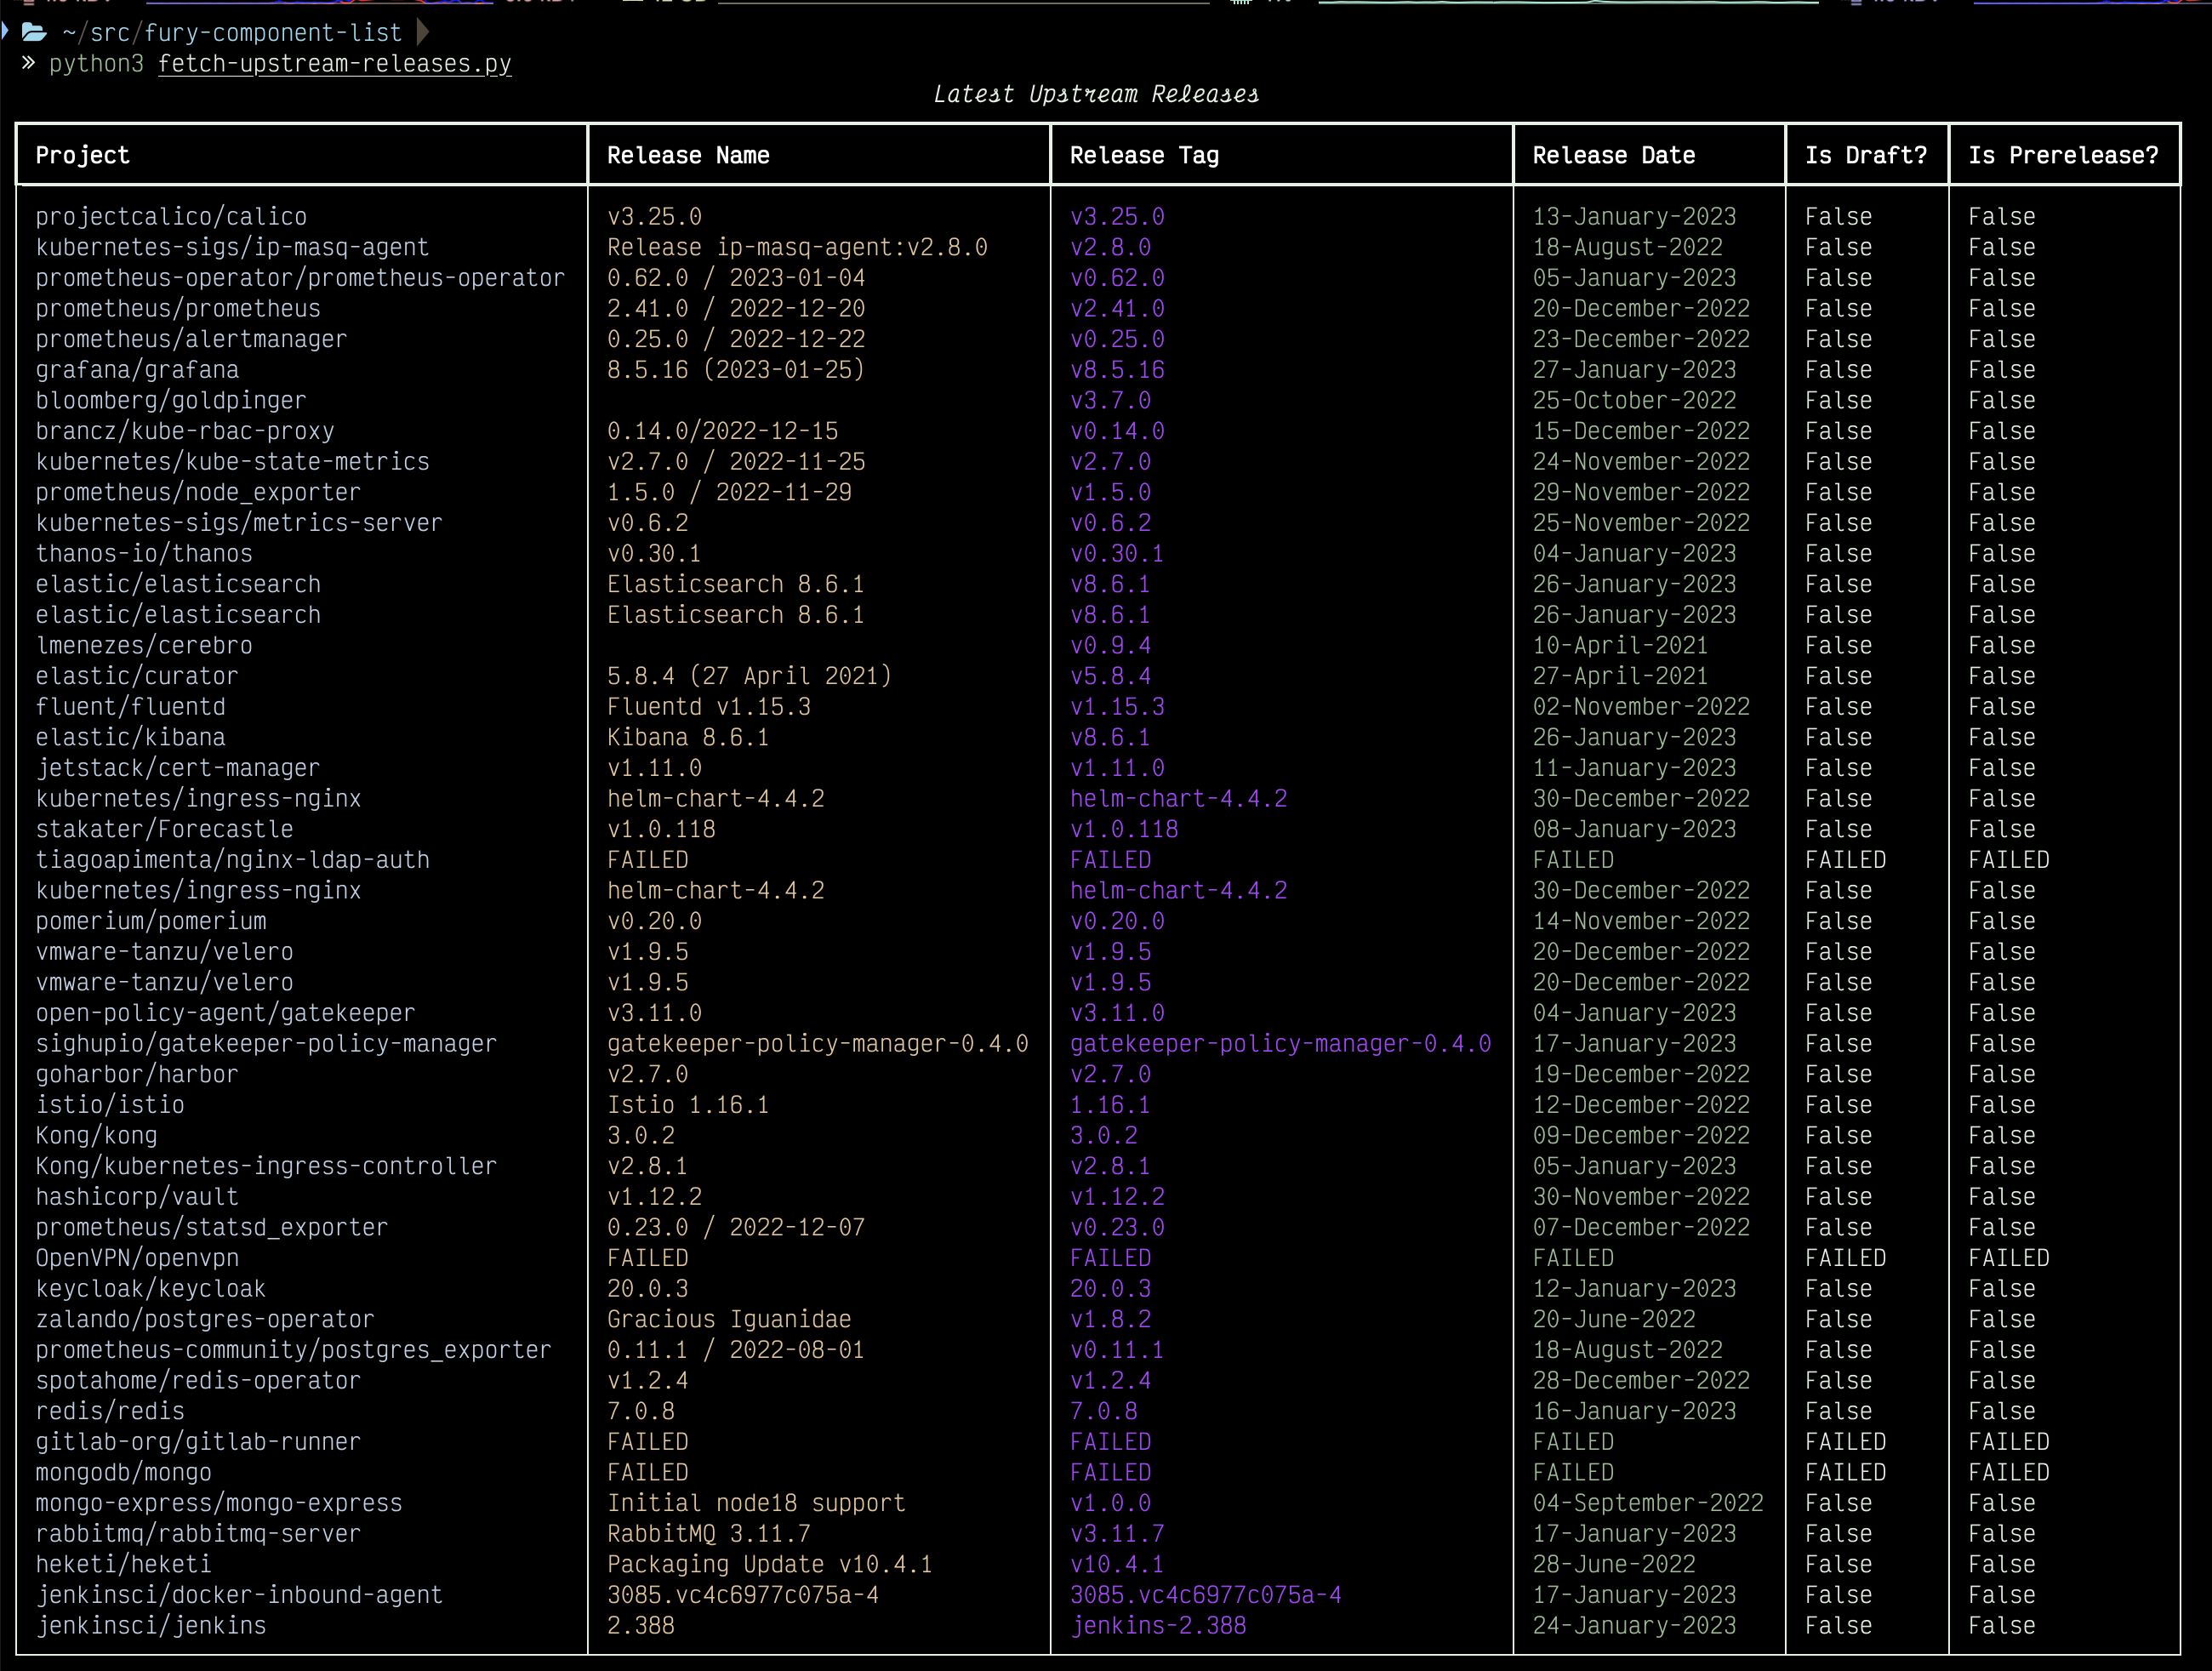 ~/src/fury-component-list
» python3 fetch-upstream-releases.py
Latest Upstream Releases
Project Release Name Release Tag Release Date Is Draft? Is Prerelease?
projectcalico/calico v3.25.0 v3.25.0 13-January-2023 False False
kubernetes-sigs/ip-masq-agent Release ip-masq-agent:v2.8.0 v2.8.0 18-August-2022 False False
prometheus-operator/prometheus-operator 0.62.0 / 2023-01-04 v0.62.0 05-January-2023 False False
prometheus/prometheus 2.41.0 / 2022-12-20 v2.41.0 20-December-2022 False False
prometheus/alertmanager 0.25.0 / 2022-12-22 v0.25.0 23-December-2022 False False
grafana/grafana 8.5.16 (2023-01-25) v8.5.16 27-January-2023 False False
bloomberg/goldpinger v3.7.0 25-October-2022 False False
brancz/kube-rbac-proxy 0.14.0/2022-12-15 v0.14.0 15-December-2022 False False
kubernetes/kube-state-metrics v2.7.0 / 2022-11-25 v2.7.0 24-November-2022 False False
prometheus/node_exporter 1.5.0 / 2022-11-29 v1.5.0 29-November-2022 False False
kubernetes-sigs/metrics-server v0.6.2 v0.6.2 25-November-2022 False False
thanos-io/thanos v0.30.1 v0.30.1 04-January-2023 False False
elastic/elasticsearch Elasticsearch 8.6.1 v8.6.1 26-January-2023 False False
elastic/elasticsearch Elasticsearch 8.6.1 v8.6.1 26-January-2023 False False
lmenezes/cerebro v0.9.4 10-April-2021 False False
elastic/curator 5.8.4 (27 April 2021) v5.8.4 27-April-2021 False False
fluent/fluentd Fluentd v1.15.3 v1.15.3 02-November-2022 False False
elastic/kibana Kibana 8.6.1 v8.6.1 26-January-2023 False False
jetstack/cert-manager v1.11.0 v1.11.0 11-January-2023 False False
kubernetes/ingress-nginx helm-chart-4.4.2 helm-chart-4.4.2 30-December-2022 False False
stakater/Forecastle v1.0.118 v1.0.118 08-January-2023 False False
tiagoapimenta/nginx-ldap-auth FAILED FAILED FAILED FAILED FAILED
kubernetes/ingress-nginx helm-chart-4.4.2 helm-chart-4.4.2 30-December-2022 False False
pomerium/pomerium v0.20.0 v0.20.0 14-November-2022 False False
vmware-tanzu/velero v1.9.5 v1.9.5 20-December-2022 False False
vmware-tanzu/velero v1.9.5 v1.9.5 20-December-2022 False False
open-policy-agent/gatekeeper v3.11.0 v3.11.0 04-January-2023 False False
sighupio/gatekeeper-policy-manager gatekeeper-policy-manager-0.4.0 gatekeeper-policy-manager-0.4.0 17-January-2023 False False
goharbor/harbor v2.7.0 v2.7.0 19-December-2022 False False
istio/istio Istio 1.16.1 1.16.1 12-December-2022 False False
Kong/kong 3.0.2 3.0.2 09-December-2022 False False
Kong/kubernetes-ingress-controller v2.8.1 v2.8.1 05-January-2023 False False
hashicorp/vault v1.12.2 v1.12.2 30-November-2022 False False
prometheus/statsd_exporter 0.23.0 / 2022-12-07 v0.23.0 07-December-2022 False False
OpenVPN/openvpn FAILED FAILED FAILED FAILED FAILED
keycloak/keycloak 20.0.3 20.0.3 12-January-2023 False False
zalando/postgres-operator Gracious Iguanidae v1.8.2 20-June-2022 False False
prometheus-community/postgres_exporter 0.11.1 / 2022-08-01 v0.11.1 18-August-2022 False False
spotahome/redis-operator v1.2.4 v1.2.4 28-December-2022 False False
redis/redis 7.0.8 7.0.8 16-January-2023 False False
gitlab-org/gitlab-runner FAILED FAILED FAILED FAILED FAILED
mongodb/mongo FAILED FAILED FAILED FAILED FAILED
mongo-express/mongo-express Initial node18 support v1.0.0 04-September-2022 False False
rabbitmq/rabbitmq-server RabbitMQ 3.11.7 v3.11.7 17-January-2023 False False
heketi/heketi Packaging Update v10.4.1 v10.4.1 28-June-2022 False False
jenkinsci/docker-inbound-agent 3085.vc4c6977c075a-4 3085.vc4c6977c075a-4 17-January-2023 False False
jenkinsci/jenkins 2.388 jenkins-2.388 24-January-2023 False False